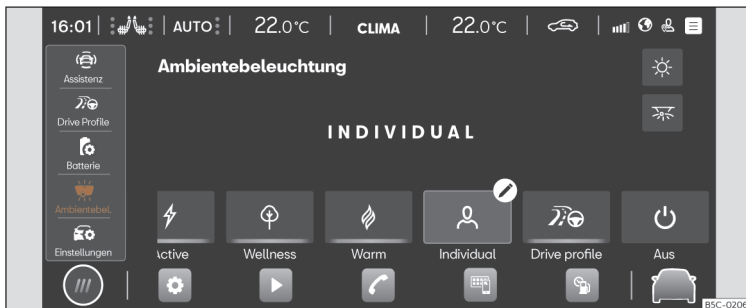 16:01 AUTO 22.0°C CLIMA 22.0°C
Assistenz
Drive Profile
Batterie
Ambientebel.
Einstellungen
Ambientebeleuchtung
INDIVIDUAL
Active
Wellness
Warm
Individual
Drive profile
Aus
B5C-0206